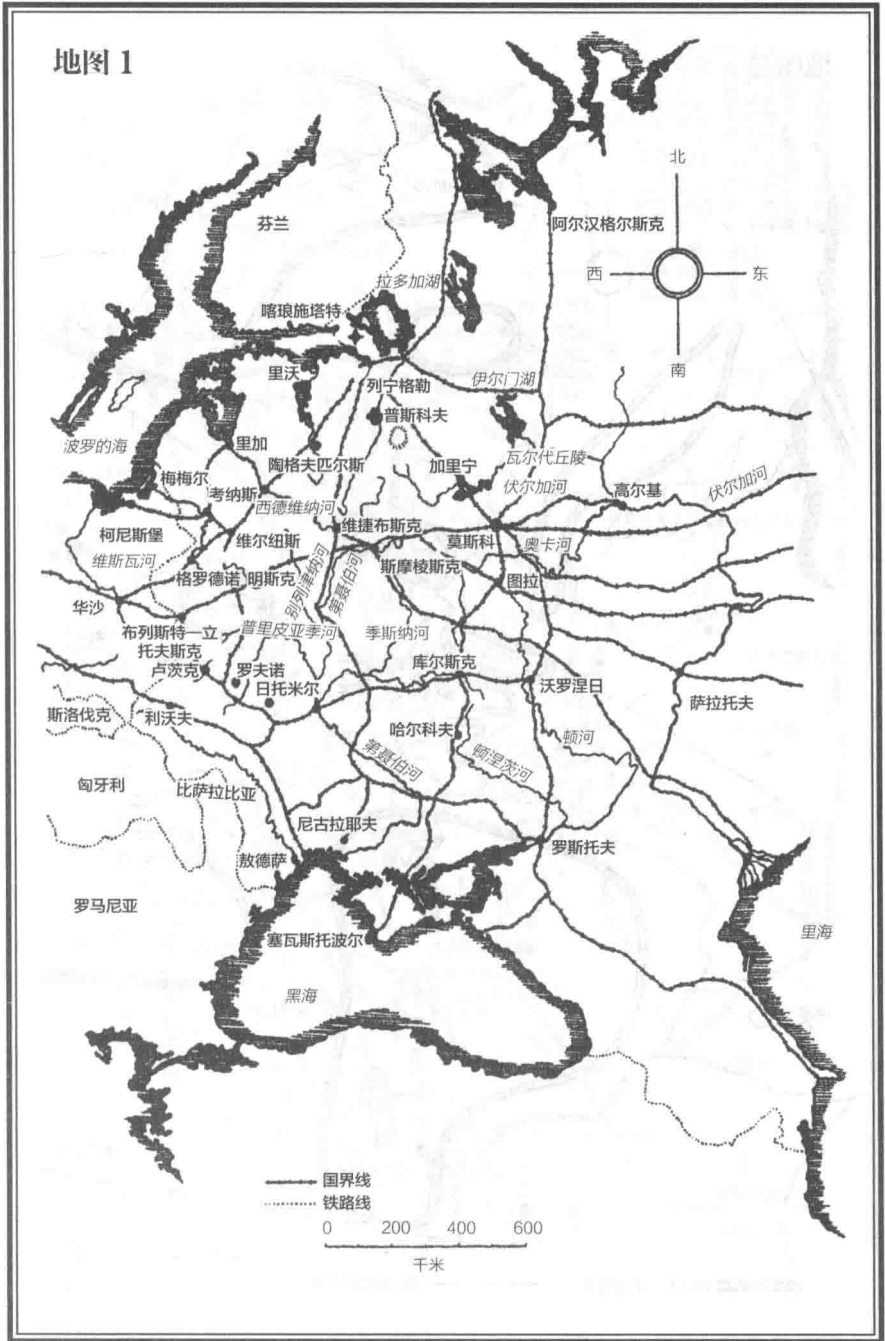 地图 1
北
芬兰
阿尔汉格尔斯克
西
东
拉多加湖
喀琅施塔特
南
里沃
列宁格勒
伊尔门湖
普斯科夫
波罗的海
里加
陶格夫匹尔斯
加里宁
瓦尔代丘陵
梅梅尔
考纳斯
西德维纳河
伏尔加河
高尔基
伏尔加河
柯尼斯堡
维尔纽斯
维捷布斯克
莫斯科
奥卡河
维斯瓦河
斯摩棱斯克
格罗德诺
明斯克
别列津纳河
第聂伯河
图拉
华沙
布列斯特—立
托夫斯克
普里皮亚季河
季斯纳河
卢茨克
罗夫诺
库尔斯克
日托米尔
沃罗涅日
萨拉托夫
斯洛伐克
利沃夫
哈尔科夫
第聂伯河
顿涅茨河
顿河
匈牙利
比萨拉比亚
尼古拉耶夫
敖德萨
罗斯托夫
罗马尼亚
塞瓦斯托波尔
里海
黑海
国界线
铁路线
0 200 400 600
千米